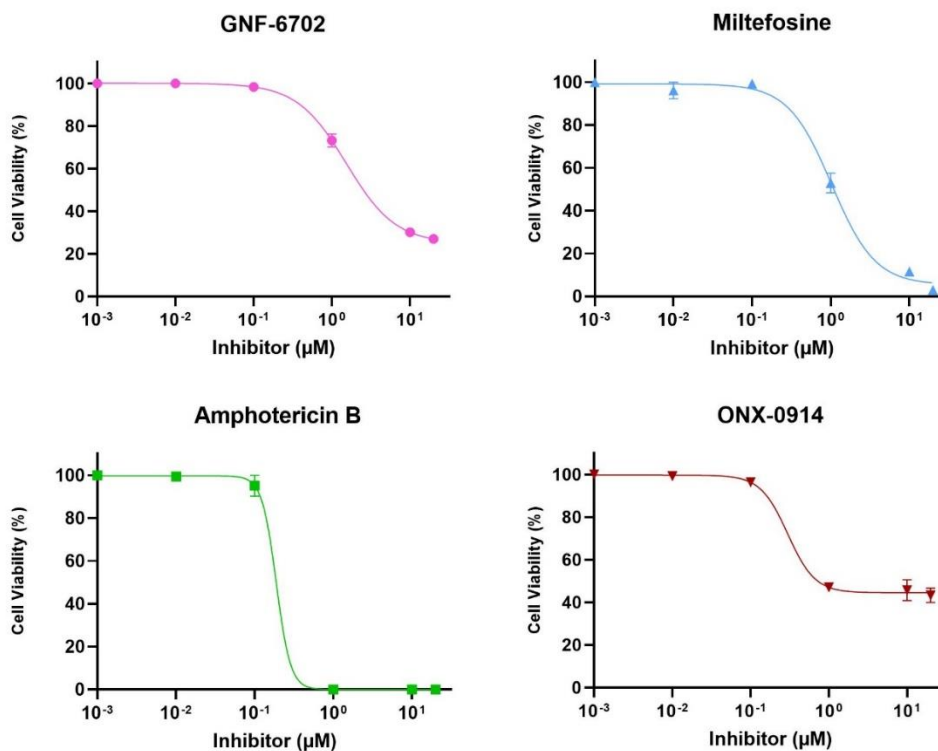 GNF-6702
Cell Viability (%)
100
80
60
40
20
0
10⁻³ 10⁻² 10⁻¹ 10⁰ 10¹
Inhibitor (µM)
Miltefosine
Cell Viability (%)
100
80
60
40
20
0
10⁻³ 10⁻² 10⁻¹ 10⁰ 10¹
Inhibitor (µM)
Amphotericin B
Cell Viability (%)
100
80
60
40
20
0
10⁻³ 10⁻² 10⁻¹ 10⁰ 10¹
Inhibitor (µM)
ONX-0914
Cell Viability (%)
100
80
60
40
20
0
10⁻³ 10⁻² 10⁻¹ 10⁰ 10¹
Inhibitor (µM)